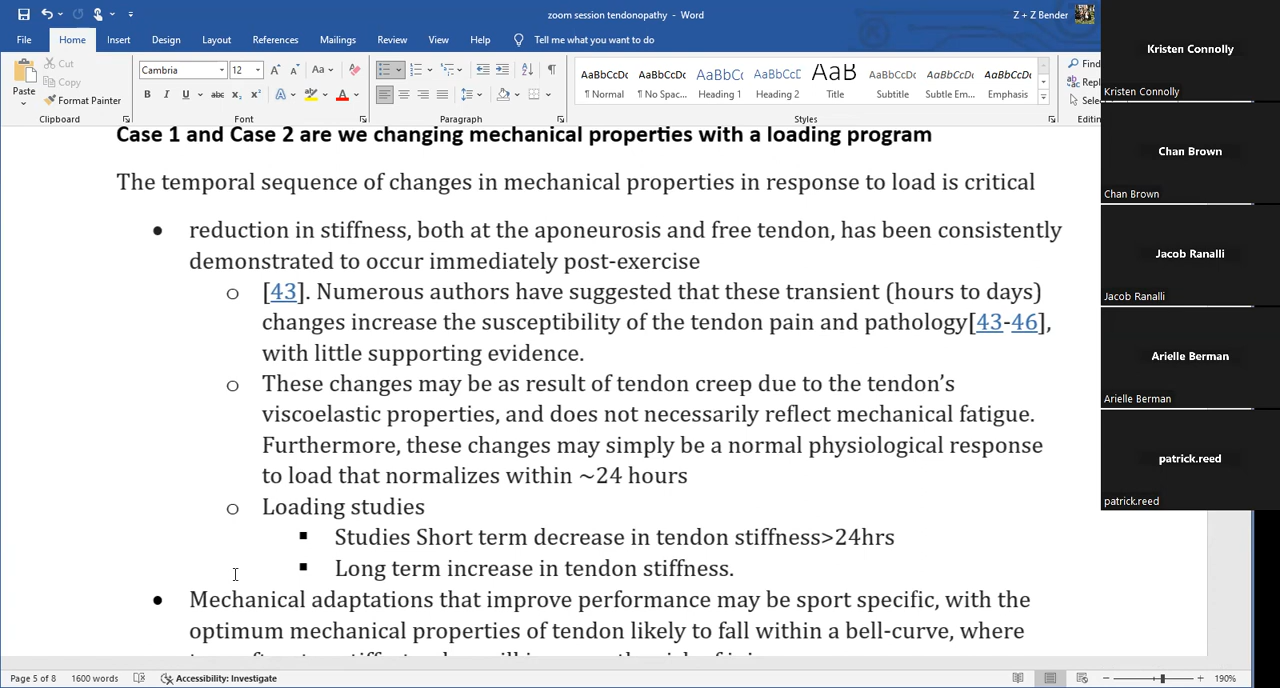 zoom session tendonopathy - Word
Z + Z Bender
File Home Insert Design Layout References Mailings Review View Help Tell me what you want to do
Paste
Cut
Copy
Format Painter
Clipboard
Cambria 12
Font
Paragraph
AaBbCcDc AaBbCcDc AaBbCc AaBbCcDc AaB AaBbCcDc AaBbCcDc AaBbCcDc
¶ Normal ¶ No Spac... Heading 1 Heading 2 Title Subtitle Subtle Em... Emphasis
Styles
Find
Repl
Sele
Editin
Kristen Connolly
Kristen Connolly
Chan Brown
Chan Brown
Jacob Ranalli
Jacob Ranalli
Arielle Berman
Arielle Berman
patrick.reed
patrick.reed
Case 1 and Case 2 are we changing mechanical properties with a loading program
The temporal sequence of changes in mechanical properties in response to load is critical
• reduction in stiffness, both at the aponeurosis and free tendon, has been consistently
demonstrated to occur immediately post-exercise
o [43]. Numerous authors have suggested that these transient (hours to days)
changes increase the susceptibility of the tendon pain and pathology[43-46],
with little supporting evidence.
o These changes may be as result of tendon creep due to the tendon’s
viscoelastic properties, and does not necessarily reflect mechanical fatigue.
Furthermore, these changes may simply be a normal physiological response
to load that normalizes within ~24 hours
o Loading studies
▪ Studies Short term decrease in tendon stiffness>24hrs
▪ Long term increase in tendon stiffness.
• Mechanical adaptations that improve performance may be sport specific, with the
optimum mechanical properties of tendon likely to fall within a bell-curve, where
Page 5 of 8 1600 words Accessibility: Investigate 190%